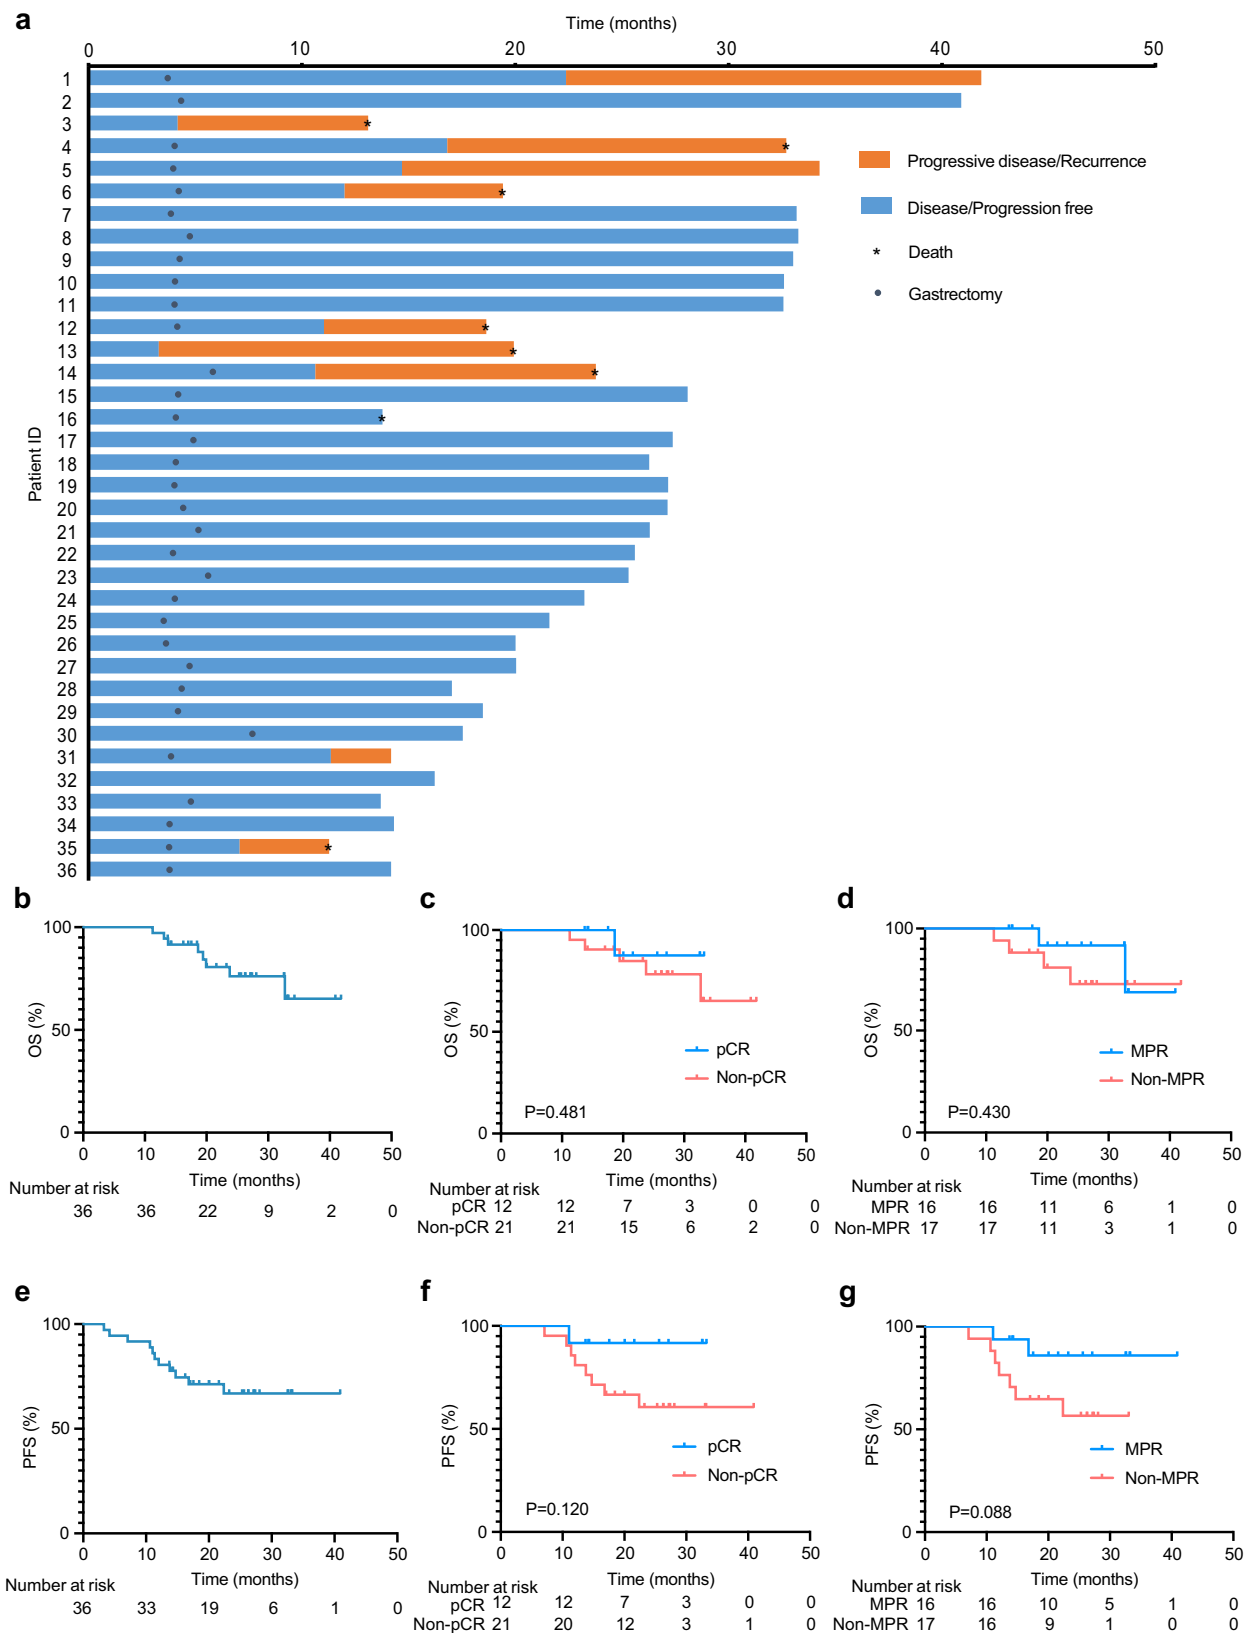 a
Time (months)
0 10 20 30 40 50
Patient ID
1
2
3 *
4 *
5
6 *
7
8
9
10
11
12 *
13 *
14 *
15
16 *
17
18
19
20
21
22
23
24
25
26
27
28
29
30
31
32
33
34
35 *
36
Progressive disease/Recurrence
Disease/Progression free
* Death
Gastrectomy
b
OS (%)
100
50
0
0 10 20 30 40 50
Time (months)
Number at risk
36 36 22 9 2 0
c
OS (%)
100
50
0
pCR
Non-pCR
P=0.481
0 10 20 30 40 50
Time (months)
Number at risk
pCR 12 12 7 3 0 0
Non-pCR 21 21 15 6 2 0
d
OS (%)
100
50
0
MPR
Non-MPR
P=0.430
0 10 20 30 40 50
Time (months)
Number at risk
MPR 16 16 11 6 1 0
Non-MPR 17 17 11 3 1 0
e
PFS (%)
100
50
0
0 10 20 30 40 50
Time (months)
Number at risk
36 33 19 6 1 0
f
PFS (%)
100
50
0
pCR
Non-pCR
P=0.120
0 10 20 30 40 50
Time (months)
Number at risk
pCR 12 12 7 3 0 0
Non-pCR 21 20 12 3 1 0
g
PFS (%)
100
50
0
MPR
Non-MPR
P=0.088
0 10 20 30 40 50
Time (months)
Number at risk
MPR 16 16 10 5 1 0
Non-MPR 17 16 9 1 0 0